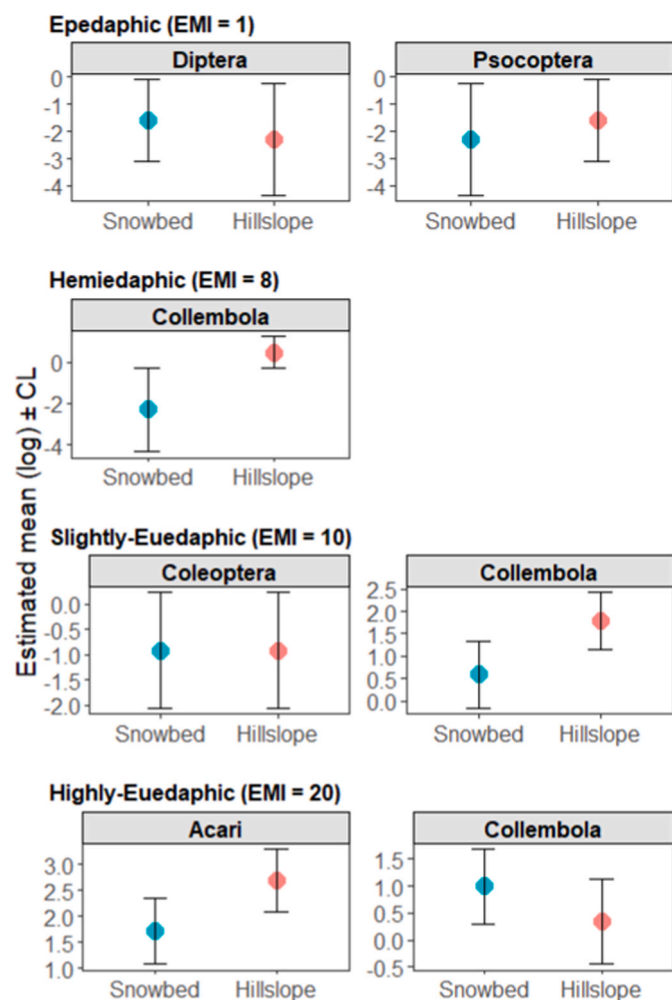 Epedaphic (EMI = 1)
Diptera
Psocoptera
0
-1
-2
-3
-4
0
-1
-2
-3
-4
Snowbed
Hillslope
Snowbed
Hillslope
Hemiedaphic (EMI = 8)
Collembola
0
-2
-4
Snowbed
Hillslope
Estimated mean (log) ± CL
Slightly-Euedaphic (EMI = 10)
Coleoptera
Collembola
0.0
-0.5
-1.0
-1.5
-2.0
2.5
2.0
1.5
1.0
0.5
0.0
Snowbed
Hillslope
Snowbed
Hillslope
Highly-Euedaphic (EMI = 20)
Acari
Collembola
3.0
2.5
2.0
1.5
1.0
1.5
1.0
0.5
0.0
-0.5
Snowbed
Hillslope
Snowbed
Hillslope